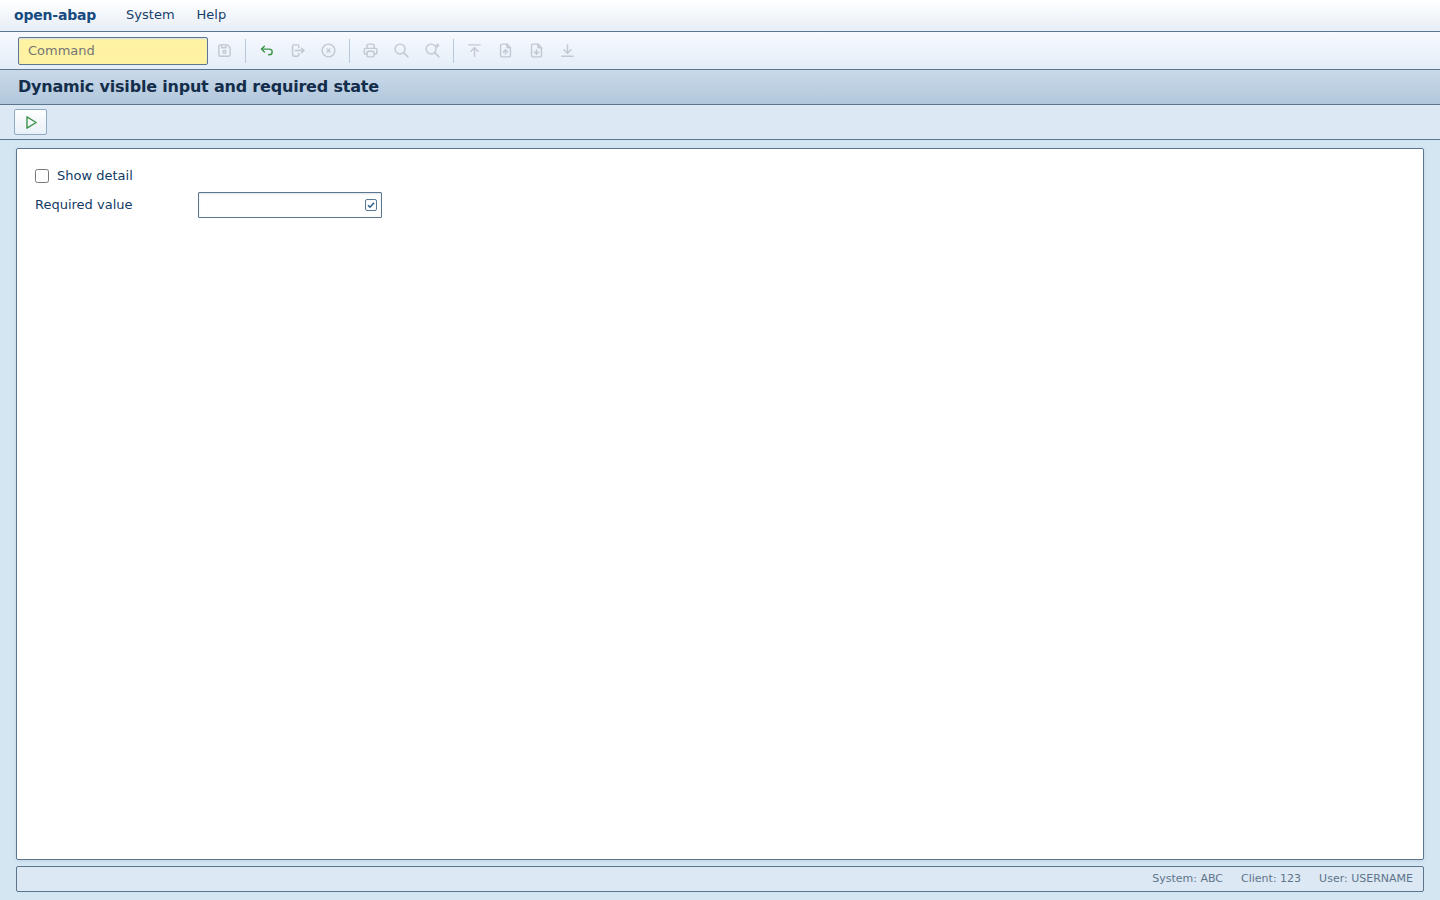 open-abap System Help
Command
Dynamic visible input and required state
Show detail
Required value
System: ABC Client: 123 User: USERNAME